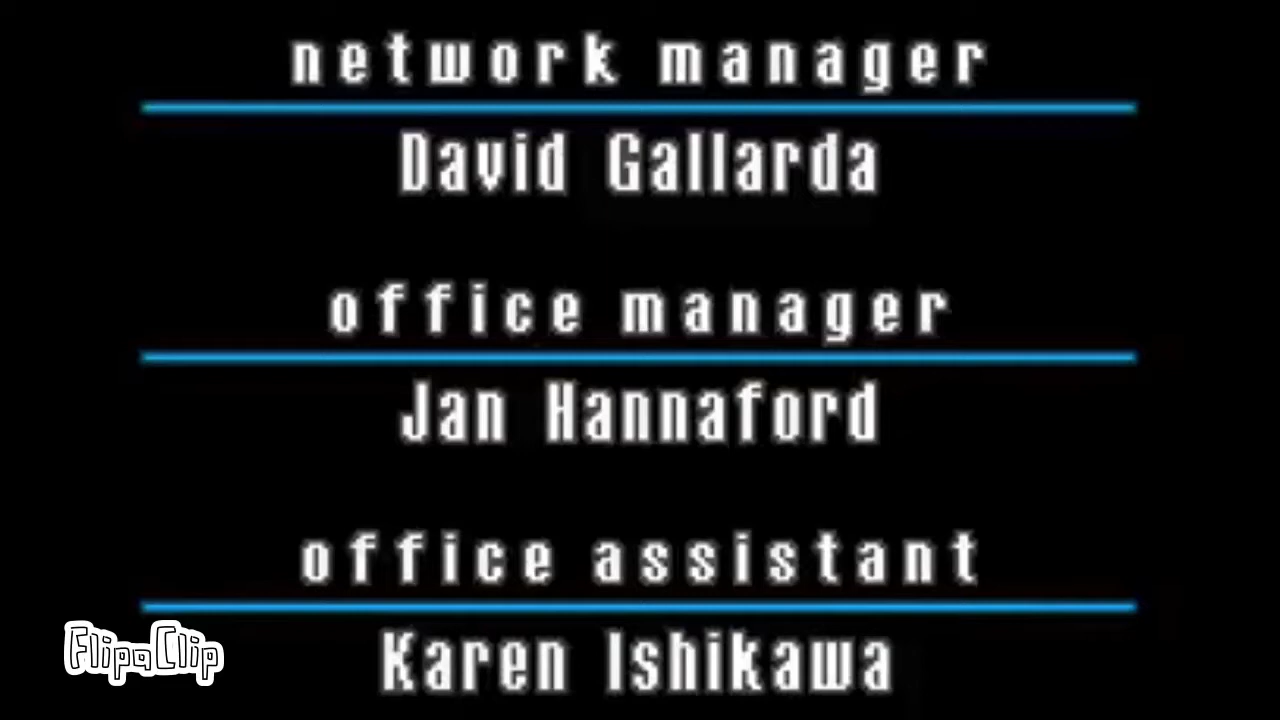 network manager
David Gallarda
office manager
Jan Hannaford
office assistant
FlipaClip
Karen Ishikawa